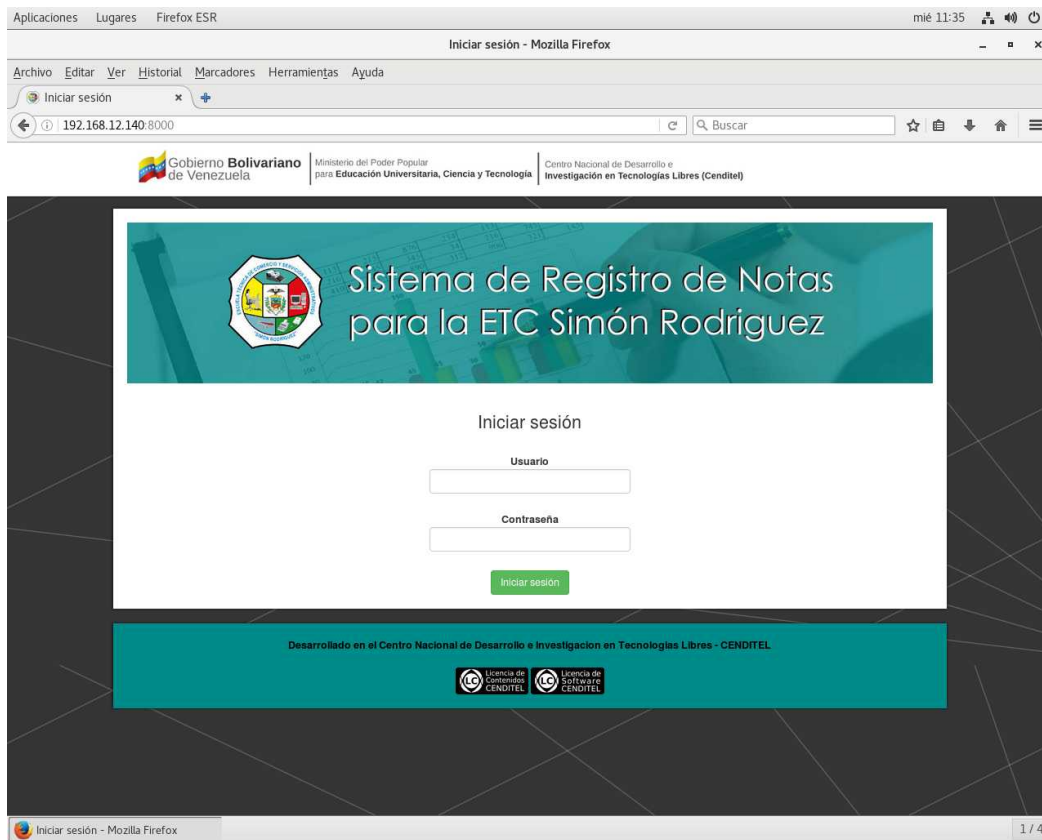 Aplicaciones Lugares Firefox ESR mié 11:35
Iniciar sesión - Mozilla Firefox
Archivo Editar Ver Historial Marcadores Herramientas Ayuda
Iniciar sesión
192.168.12.140:8000 Buscar
Gobierno Bolivariano de Venezuela
Ministerio del Poder Popular
para Educación Universitaria, Ciencia y Tecnología
Centro Nacional de Desarrollo e
Investigación en Tecnologías Libres (Cenditel)
Sistema de Registro de Notas
para la ETC Simón Rodriguez
Iniciar sesión
Usuario
Contraseña
Iniciar sesión
Desarrollado en el Centro Nacional de Desarrollo e Investigacion en Tecnologias Libres - CENDITEL
LC Licencia de Contenidos CENDITEL
LC Licencia de Software CENDITEL
Iniciar sesión - Mozilla Firefox 1 / 4